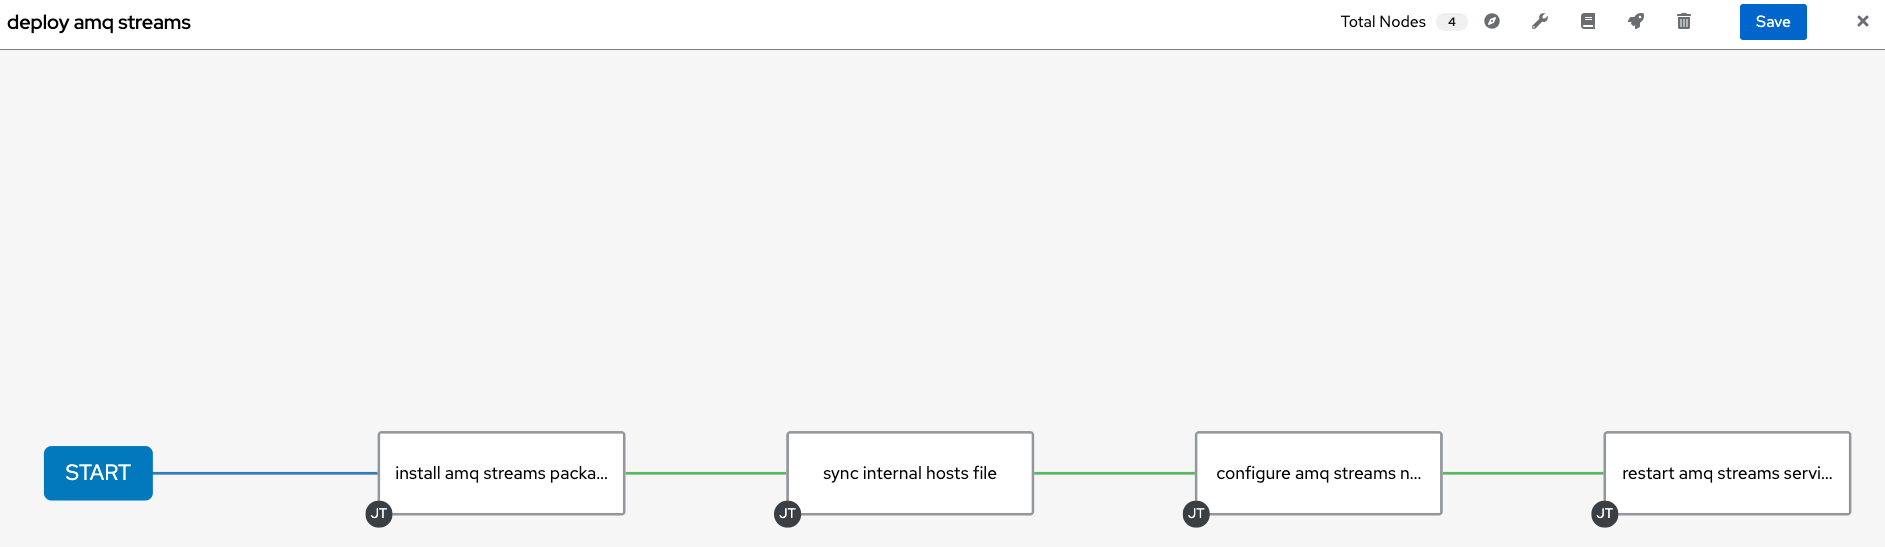 deploy amq streams
Total Nodes 4
Save
START
install amq streams packa...
sync internal hosts file
configure amq streams n...
restart amq streams servi...
JT
JT
JT
JT